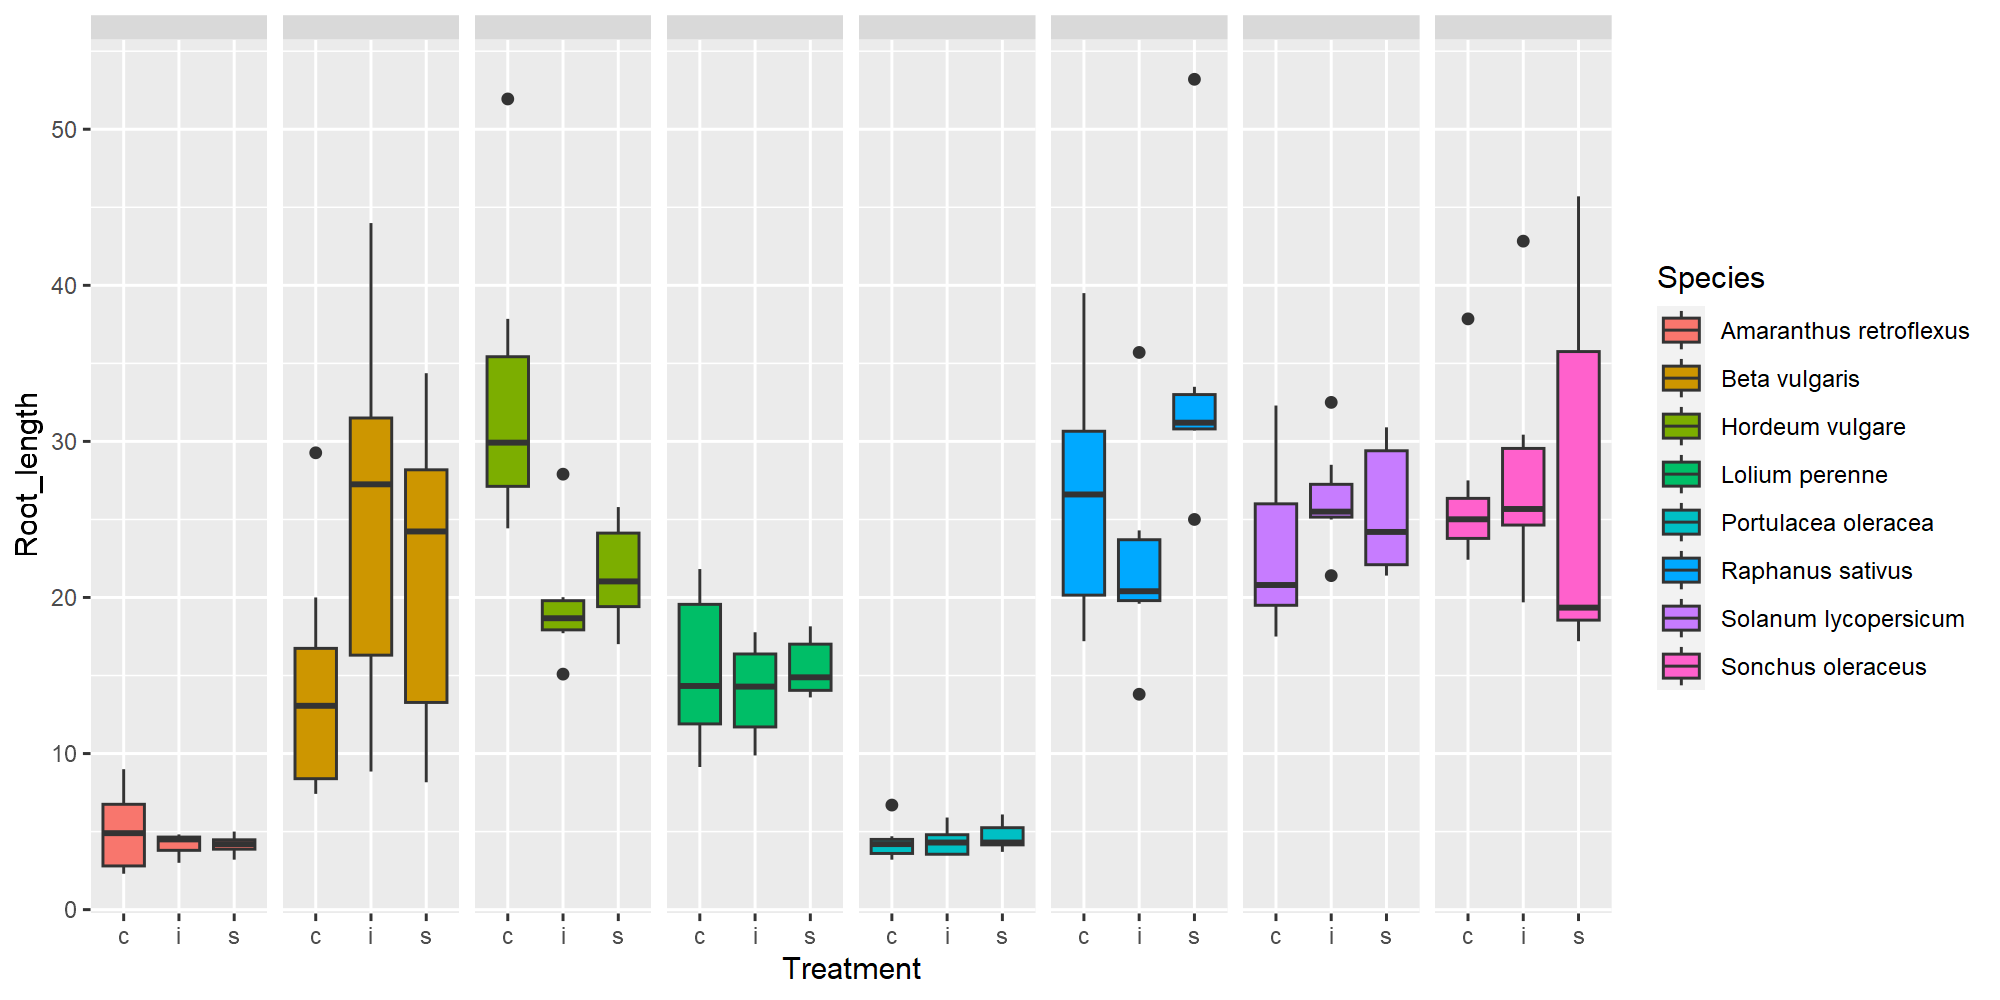 Root_length
50
40
30
20
10
0
c i s c i s c i s c i s c i s c i s c i s c i s
Treatment
Species
Amaranthus retroflexus
Beta vulgaris
Hordeum vulgare
Lolium perenne
Portulacea oleracea
Raphanus sativus
Solanum lycopersicum
Sonchus oleraceus